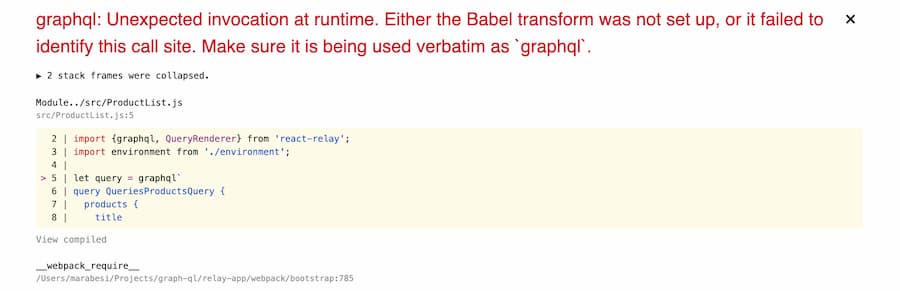 graphql: Unexpected invocation at runtime. Either the Babel transform was not set up, or it failed to
identify this call site. Make sure it is being used verbatim as `graphql`.
×
▶ 2 stack frames were collapsed.
Module../src/ProductList.js
src/ProductList.js:5
  2 | import {graphql, QueryRenderer} from 'react-relay';
  3 | import environment from './environment';
  4 |
> 5 | let query = graphql`
  6 | query QueriesProductsQuery {
  7 |   products {
  8 |     title
View compiled
__webpack_require__
/Users/marabesi/Projects/graph-ql/relay-app/webpack/bootstrap:785